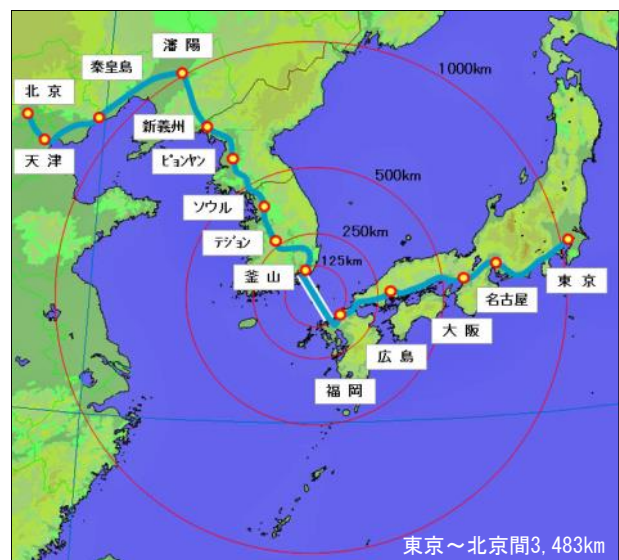 1000km
瀋陽
秦皇島
北京
天津
新義州
ﾋﾟｮﾝﾔﾝ
500km
ソウル
250km
ﾃｼﾞｮﾝ
125km
釜山
東京
名古屋
大阪
広島
福岡
東京～北京間3,483km